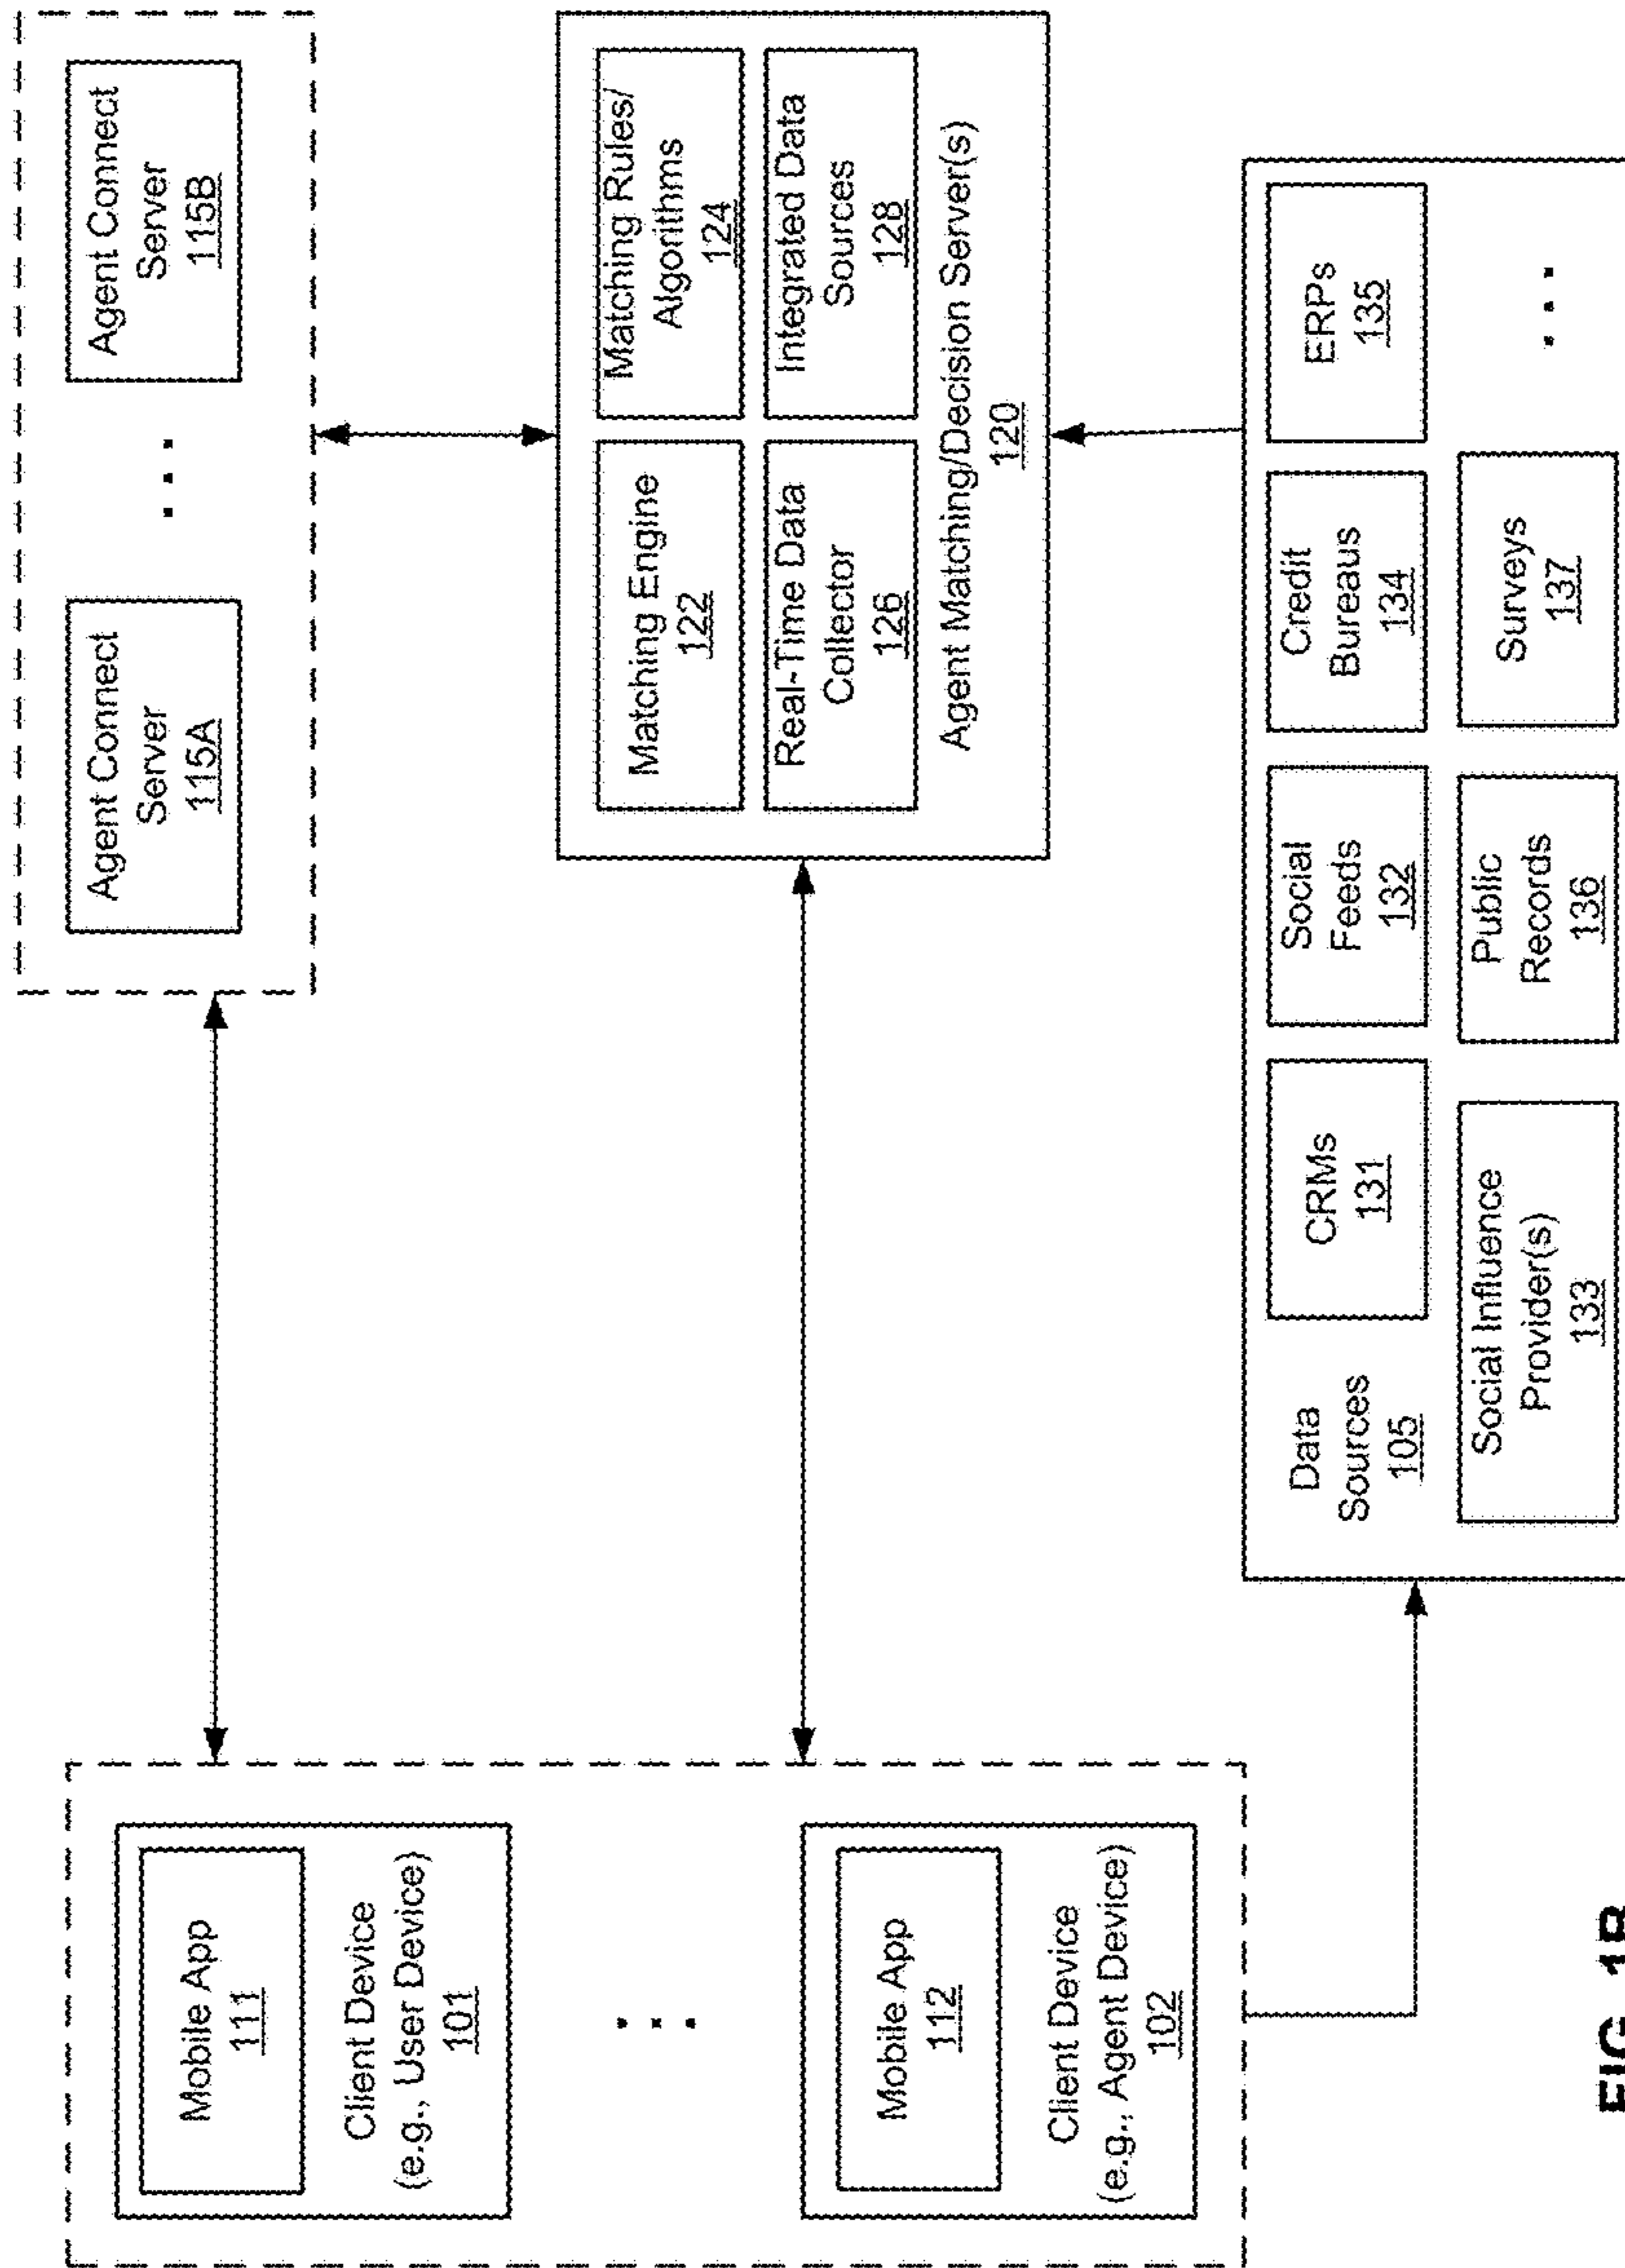 Mobile App
111
Client Device
(e.g., User Device)
101
Mobile App
112
Client Device
(e.g., Agent Device)
102
Agent Connect
Server
115A
Agent Connect
Server
115B
Matching Engine
122
Matching Rules/
Algorithms
124
Real-Time Data
Collector
126
Integrated Data
Sources
128
Agent Matching/Decision Server(s)
120
Data
Sources
105
CRMs
131
Social
Feeds
132
Credit
Bureaus
134
ERPs
135
Social Influence
Provider(s)
133
Public
Records
136
Surveys
137
FIG. 1B